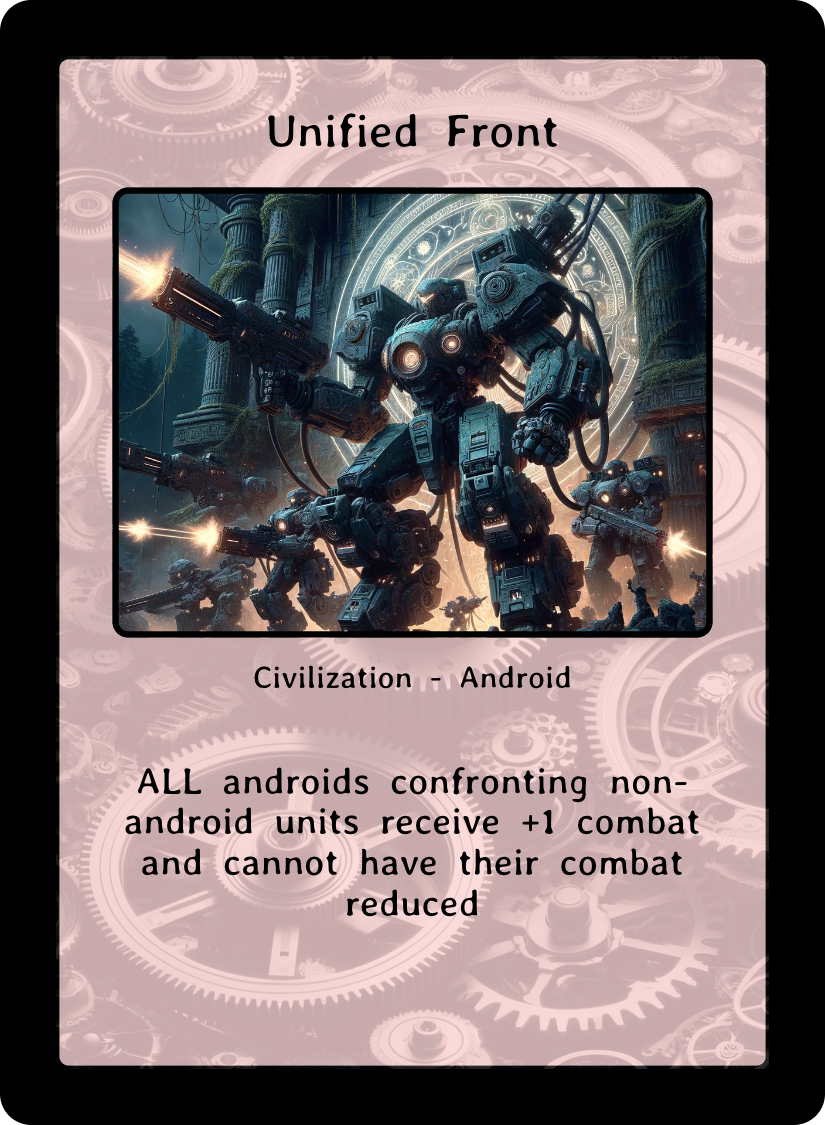 Unified Front
Civilization - Android
ALL androids confronting non-
android units receive +1 combat
and cannot have their combat
reduced